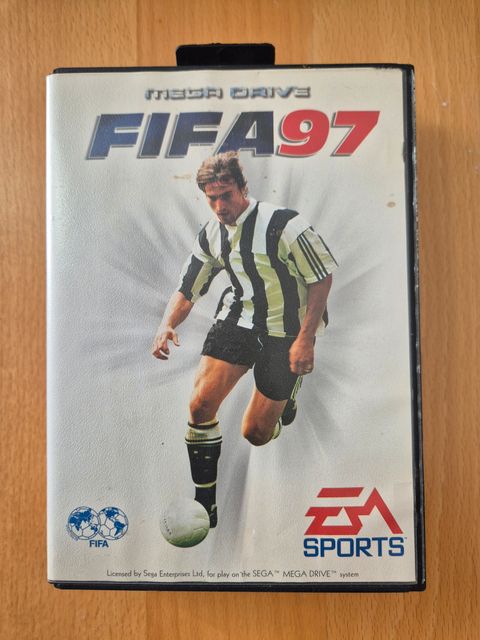 MEGA DRIVE
FIFA97
FIFA
EA
SPORTS
Licensed by Sega Enterprises Ltd, for play on the SEGA™ MEGA DRIVE™ system